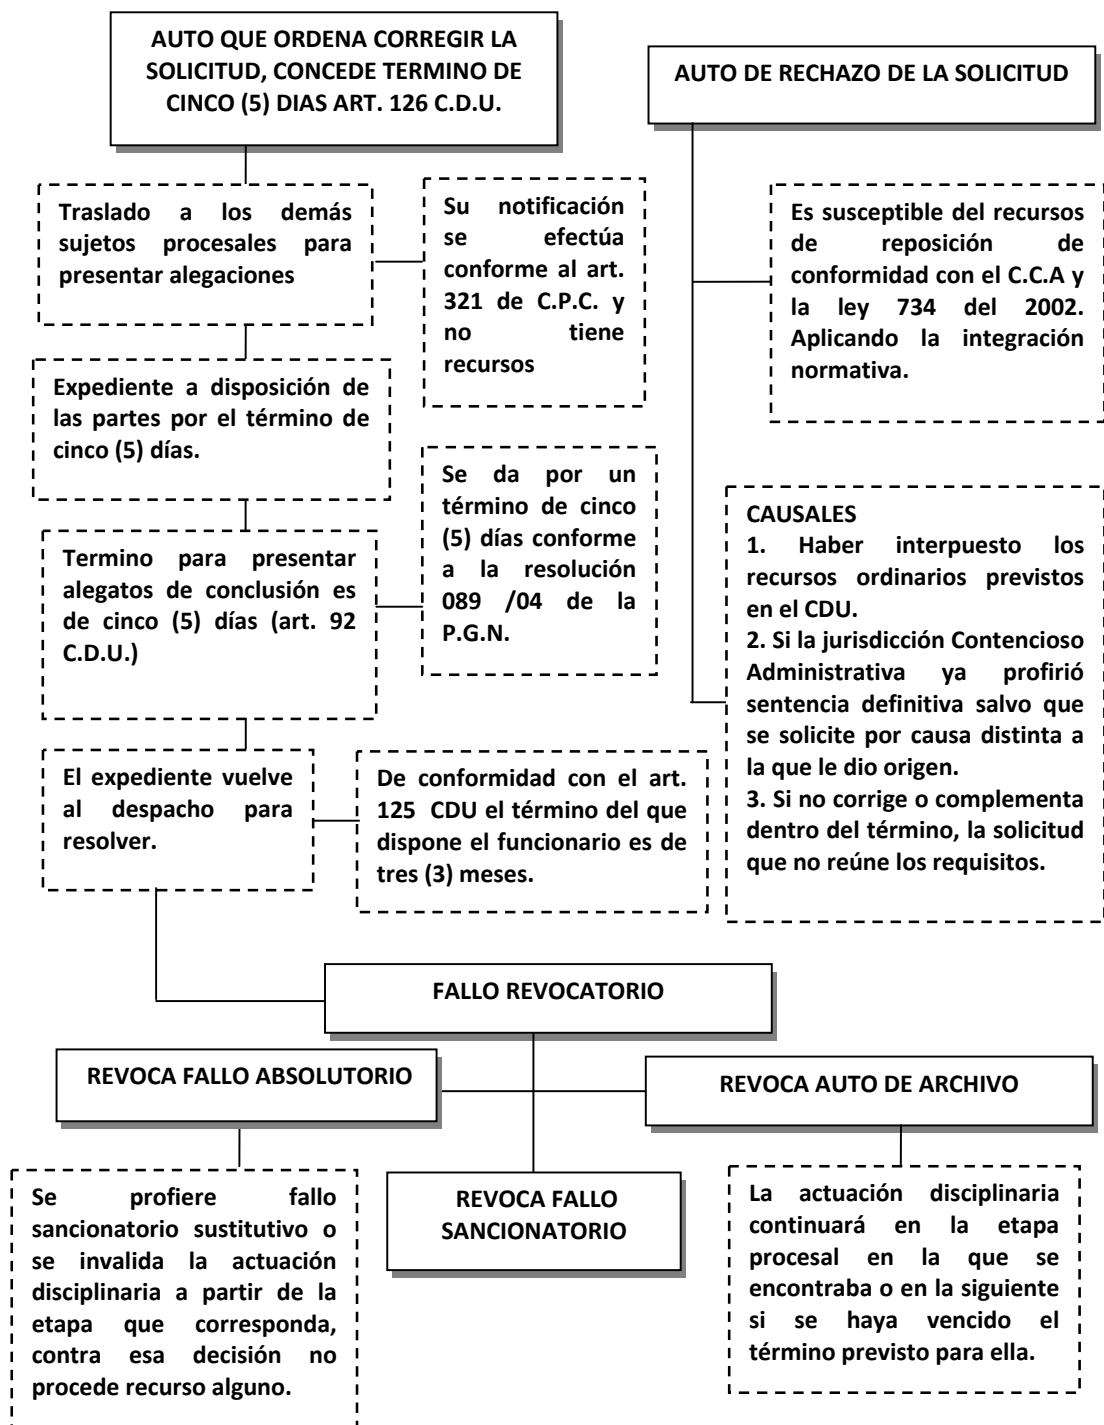 AUTO QUE ORDENA CORREGIR LA
SOLICITUD, CONCEDE TERMINO DE
CINCO (5) DIAS ART. 126 C.D.U.
AUTO DE RECHAZO DE LA SOLICITUD
Traslado a los demás
sujetos procesales para
presentar alegaciones
Su notificación
se efectúa
conforme al art.
321 de C.P.C. y
no tiene
recursos
Es susceptible del recursos
de reposición de
conformidad con el C.C.A y
la ley 734 del 2002.
Aplicando la integración
normativa.
Expediente a disposición de
las partes por el término de
cinco (5) días.
Se da por un
término de cinco
(5) días conforme
a la resolución
089 /04 de la
P.G.N.
CAUSALES
1. Haber interpuesto los
recursos ordinarios previstos
en el CDU.
2. Si la jurisdicción Contencioso
Administrativa ya profirió
sentencia definitiva salvo que
se solicite por causa distinta a
la que le dio origen.
3. Si no corrige o complementa
dentro del término, la solicitud
que no reúne los requisitos.
Termino para presentar
alegatos de conclusión es
de cinco (5) días (art. 92
C.D.U.)
El expediente vuelve
al despacho para
resolver.
De conformidad con el art.
125 CDU el término del que
dispone el funcionario es de
tres (3) meses.
FALLO REVOCATORIO
REVOCA FALLO ABSOLUTORIO
REVOCA AUTO DE ARCHIVO
Se profiere fallo
sancionatorio sustitutivo o
se invalida la actuación
disciplinaria a partir de la
etapa que corresponda,
contra esa decisión no
procede recurso alguno.
REVOCA FALLO
SANCIONATORIO
La actuación disciplinaria
continuará en la etapa
procesal en la que se
encontraba o en la siguiente
si se haya vencido el
término previsto para ella.